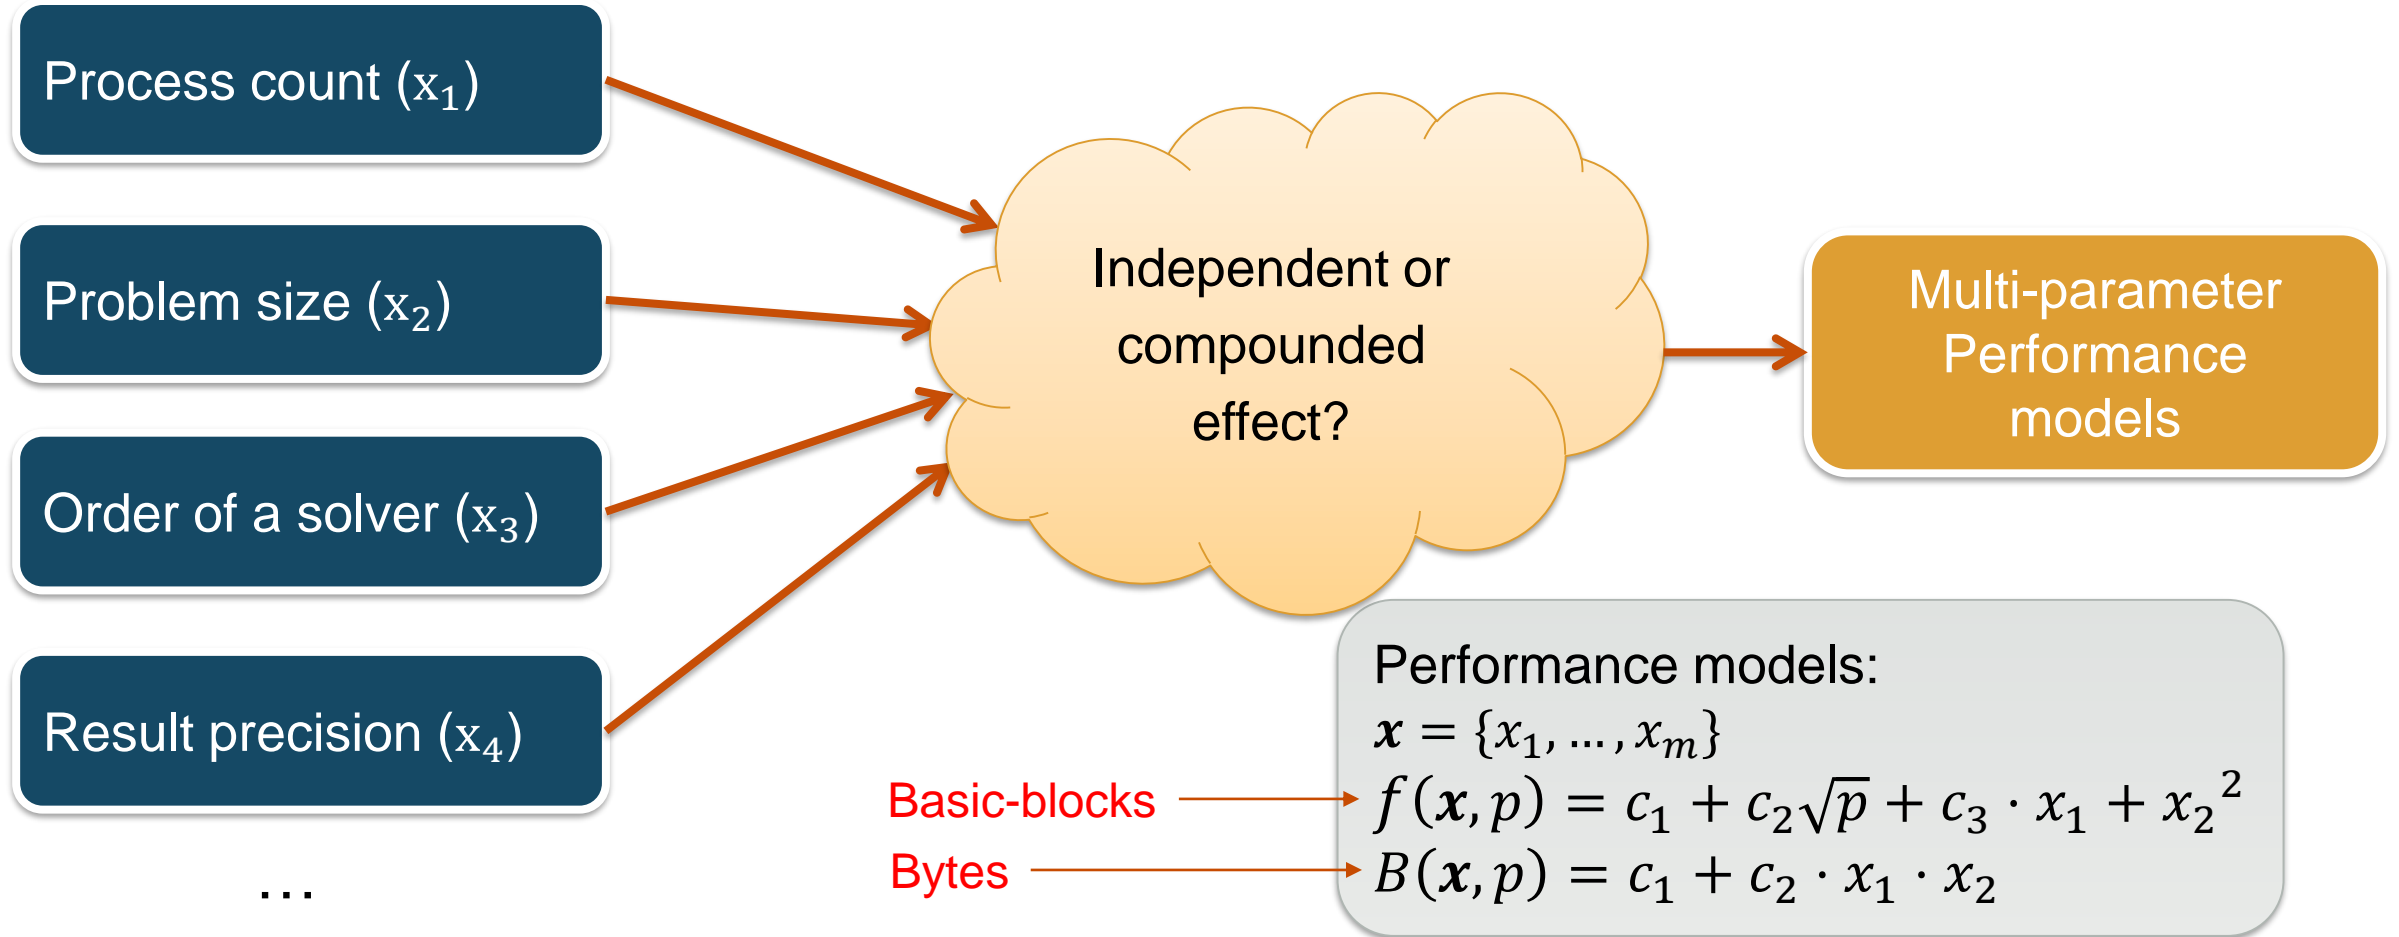 Process count (x₁)
Problem size (x₂)
Order of a solver (x₃)
Result precision (x₄)
…
Independent or
compounded
effect?
Multi-parameter
Performance
models
Performance models:
𝒙 = {x₁, … , xₘ}
Basic-blocks
f(𝒙, p) = c₁ + c₂√p + c₃ · x₁ + x₂²
Bytes
B(𝒙, p) = c₁ + c₂ · x₁ · x₂